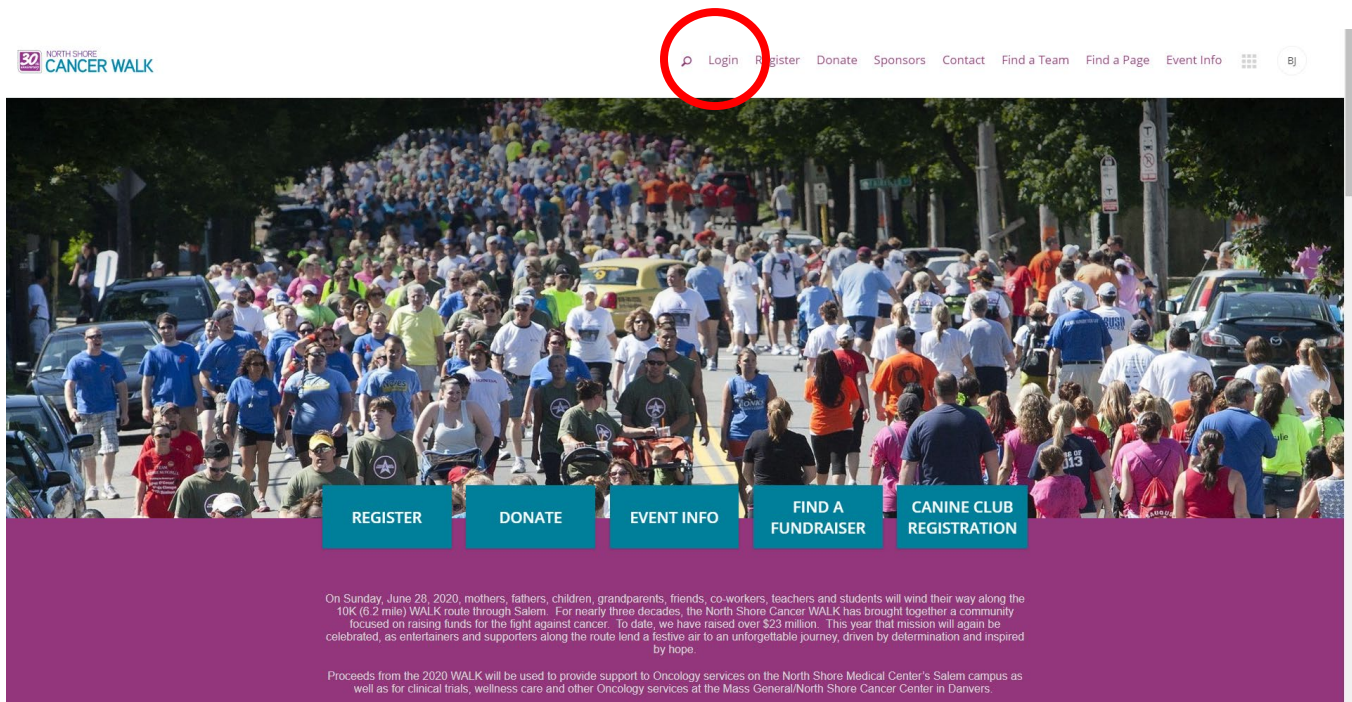 30
NORTH SHORE
CANCER WALK
Login Register Donate Sponsors Contact Find a Team Find a Page Event Info BJ
REGISTER
DONATE
EVENT INFO
FIND A
FUNDRAISER
CANINE CLUB
REGISTRATION
On Sunday, June 28, 2020, mothers, fathers, children, grandparents, friends, co-workers, teachers and students will wind their way along the
10K (6.2 mile) WALK route through Salem. For nearly three decades, the North Shore Cancer WALK has brought together a community
focused on raising funds for the fight against cancer. To date, we have raised over $23 million. This year that mission will again be
celebrated, as entertainers and supporters along the route lend a festive air to an unforgettable journey, driven by determination and inspired
by hope.
Proceeds from the 2020 WALK will be used to provide support to Oncology services on the North Shore Medical Center's Salem campus as
well as for clinical trials, wellness care and other Oncology services at the Mass General/North Shore Cancer Center in Danvers.